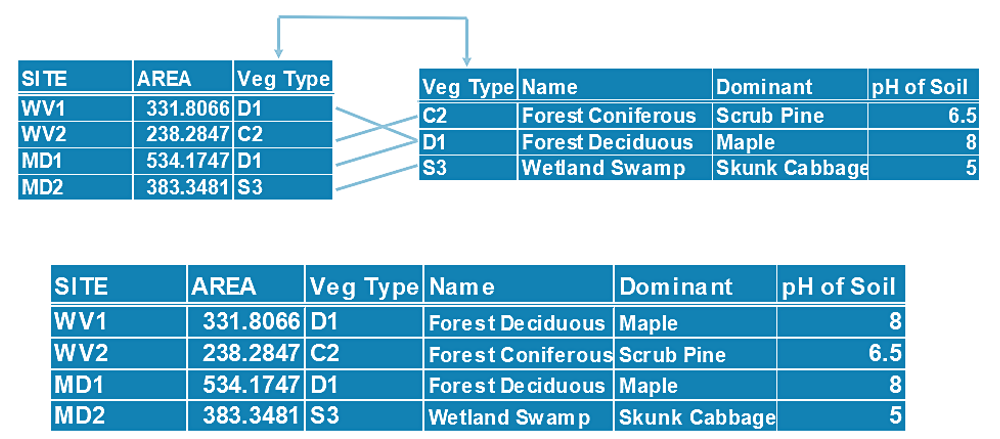 SITE AREA Veg Type
WV1 331.8066 D1
WV2 238.2847 C2
MD1 534.1747 D1
MD2 383.3481 S3
Veg Type Name Dominant pH of Soil
C2 Forest Coniferous Scrub Pine 6.5
D1 Forest Deciduous Maple 8
S3 Wetland Swamp Skunk Cabbage 5
SITE AREA Veg Type Name Dominant pH of Soil
WV1 331.8066 D1 Forest Deciduous Maple 8
WV2 238.2847 C2 Forest Coniferous Scrub Pine 6.5
MD1 534.1747 D1 Forest Deciduous Maple 8
MD2 383.3481 S3 Wetland Swamp Skunk Cabbage 5